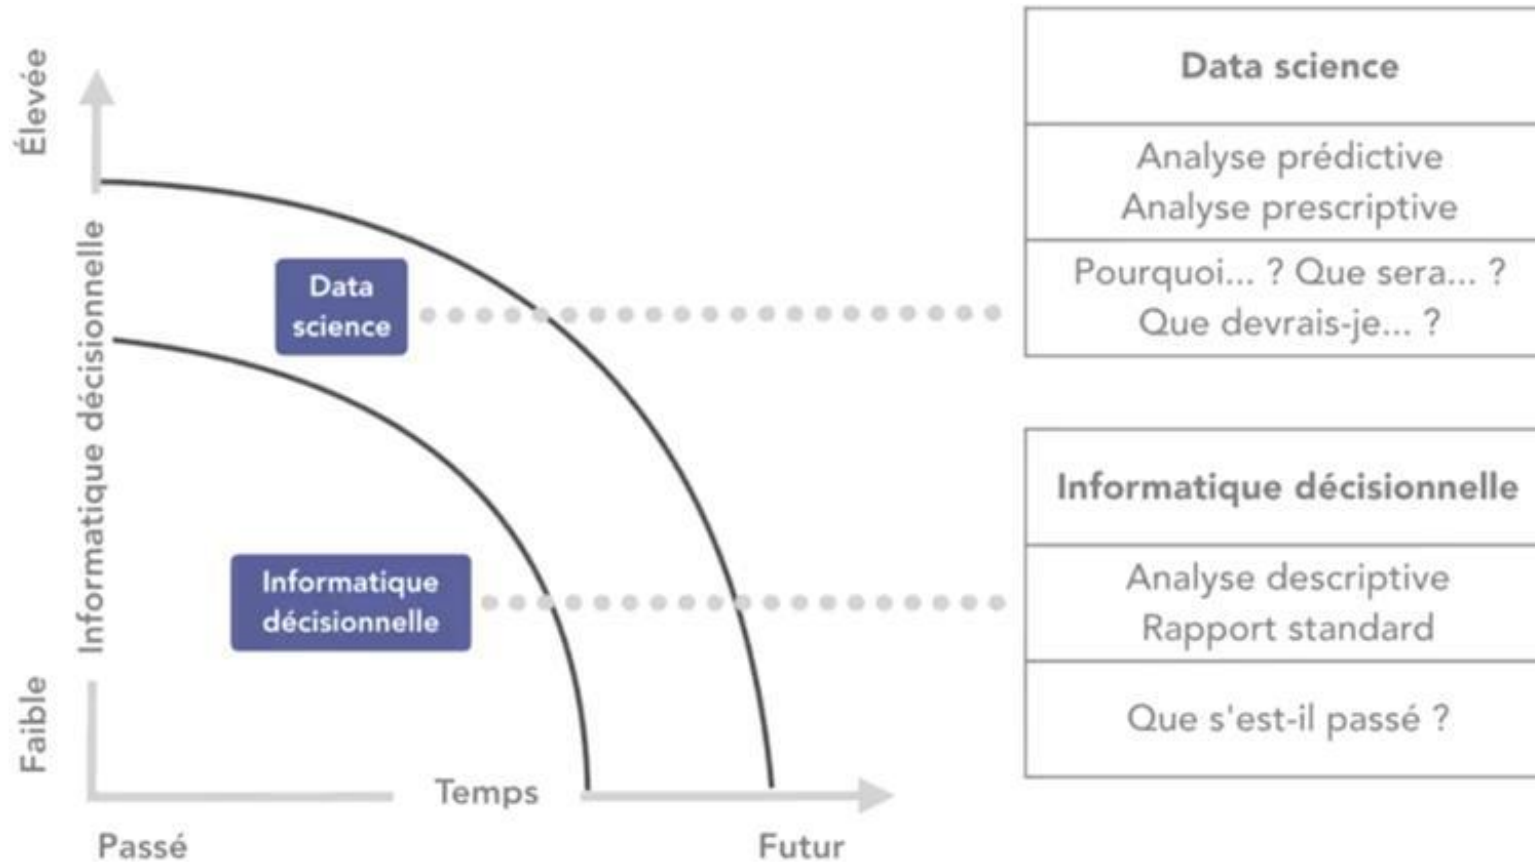 Élevée
Informatique décisionnelle
Faible
Data
science
Informatique
décisionnelle
Temps
Passé
Futur
Data science
Analyse prédictive
Analyse prescriptive
Pourquoi... ? Que sera... ?
Que devrais-je... ?
Informatique décisionnelle
Analyse descriptive
Rapport standard
Que s'est-il passé ?